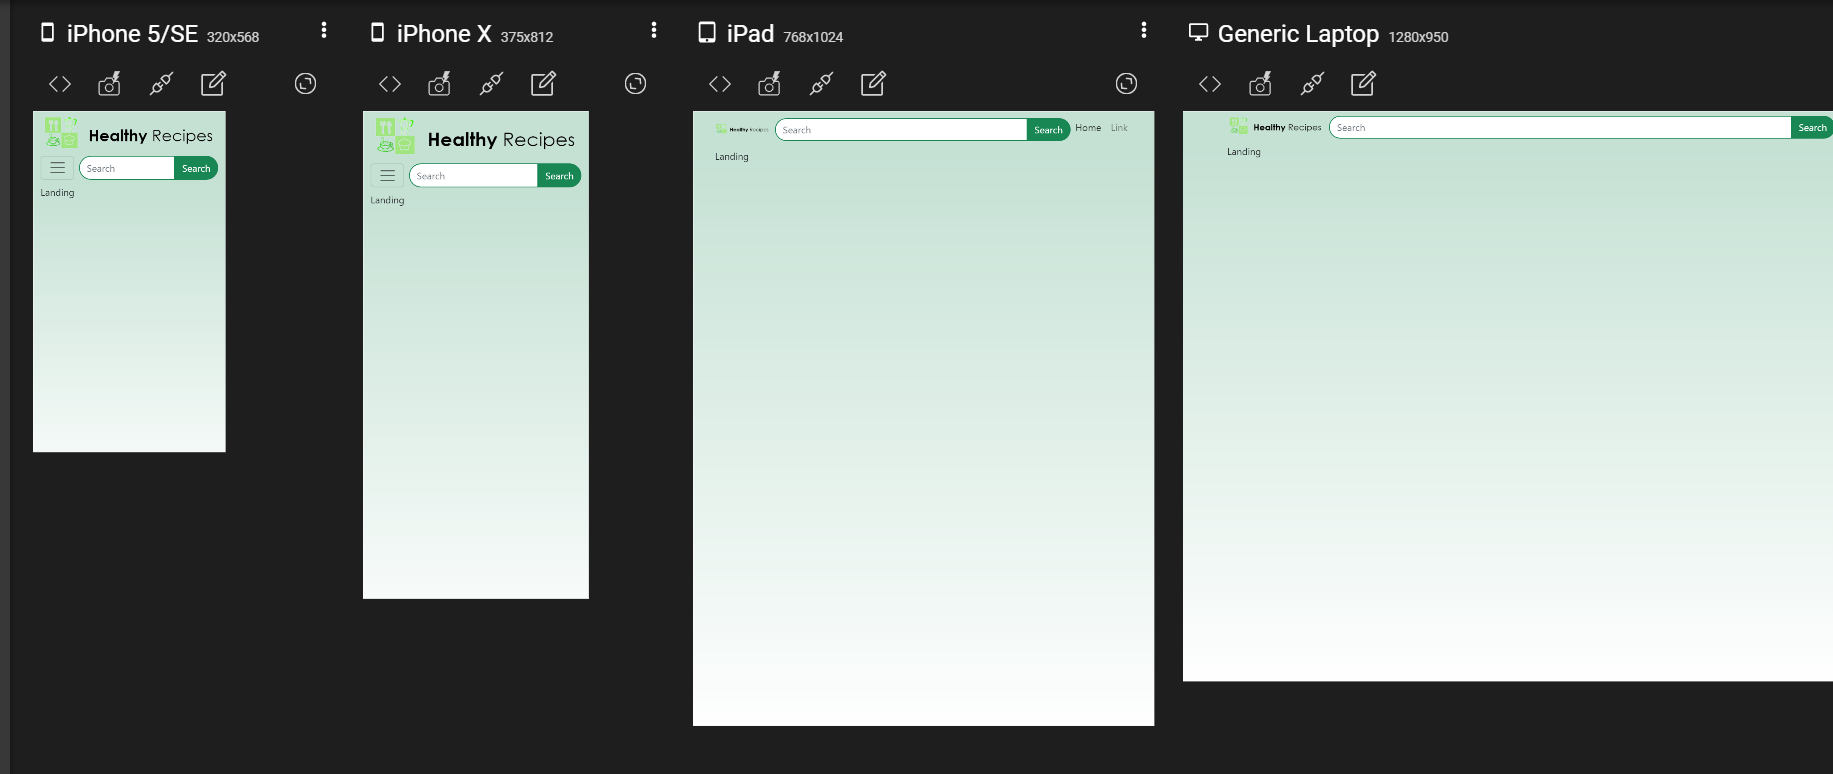 iPhone 5/SE 320x568
Healthy Recipes
Search Search
Landing
iPhone X 375x812
Healthy Recipes
Search Search
Landing
iPad 768x1024
Healthy Recipes Search Search Home Link
Landing
Generic Laptop 1280x950
Healthy Recipes Search Search
Landing